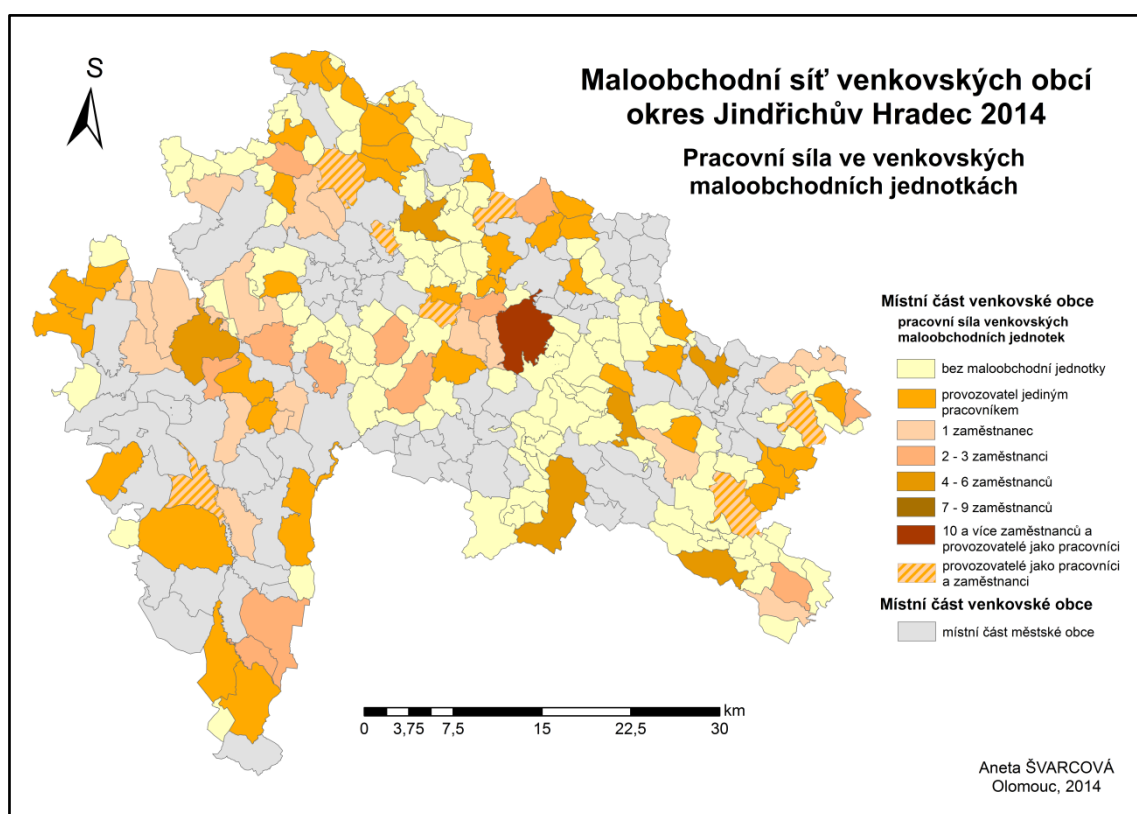 S
Maloobchodní síť venkovských obcí
okres Jindřichův Hradec 2014
Pracovní síla ve venkovských
maloobchodních jednotkách
Místní část venkovské obce
pracovní síla venkovských
maloobchodních jednotek
bez maloobchodní jednotky
provozovatel jediným
pracovníkem
1 zaměstnanec
2 - 3 zaměstnanci
4 - 6 zaměstnanců
7 - 9 zaměstnanců
10 a více zaměstnanců a
provozovatelé jako pracovníci
provozovatelé jako pracovníci
a zaměstnanci
Místní část venkovské obce
místní část městské obce
km
0 3,75 7,5 15 22,5 30
Aneta ŠVARCOVÁ
Olomouc, 2014